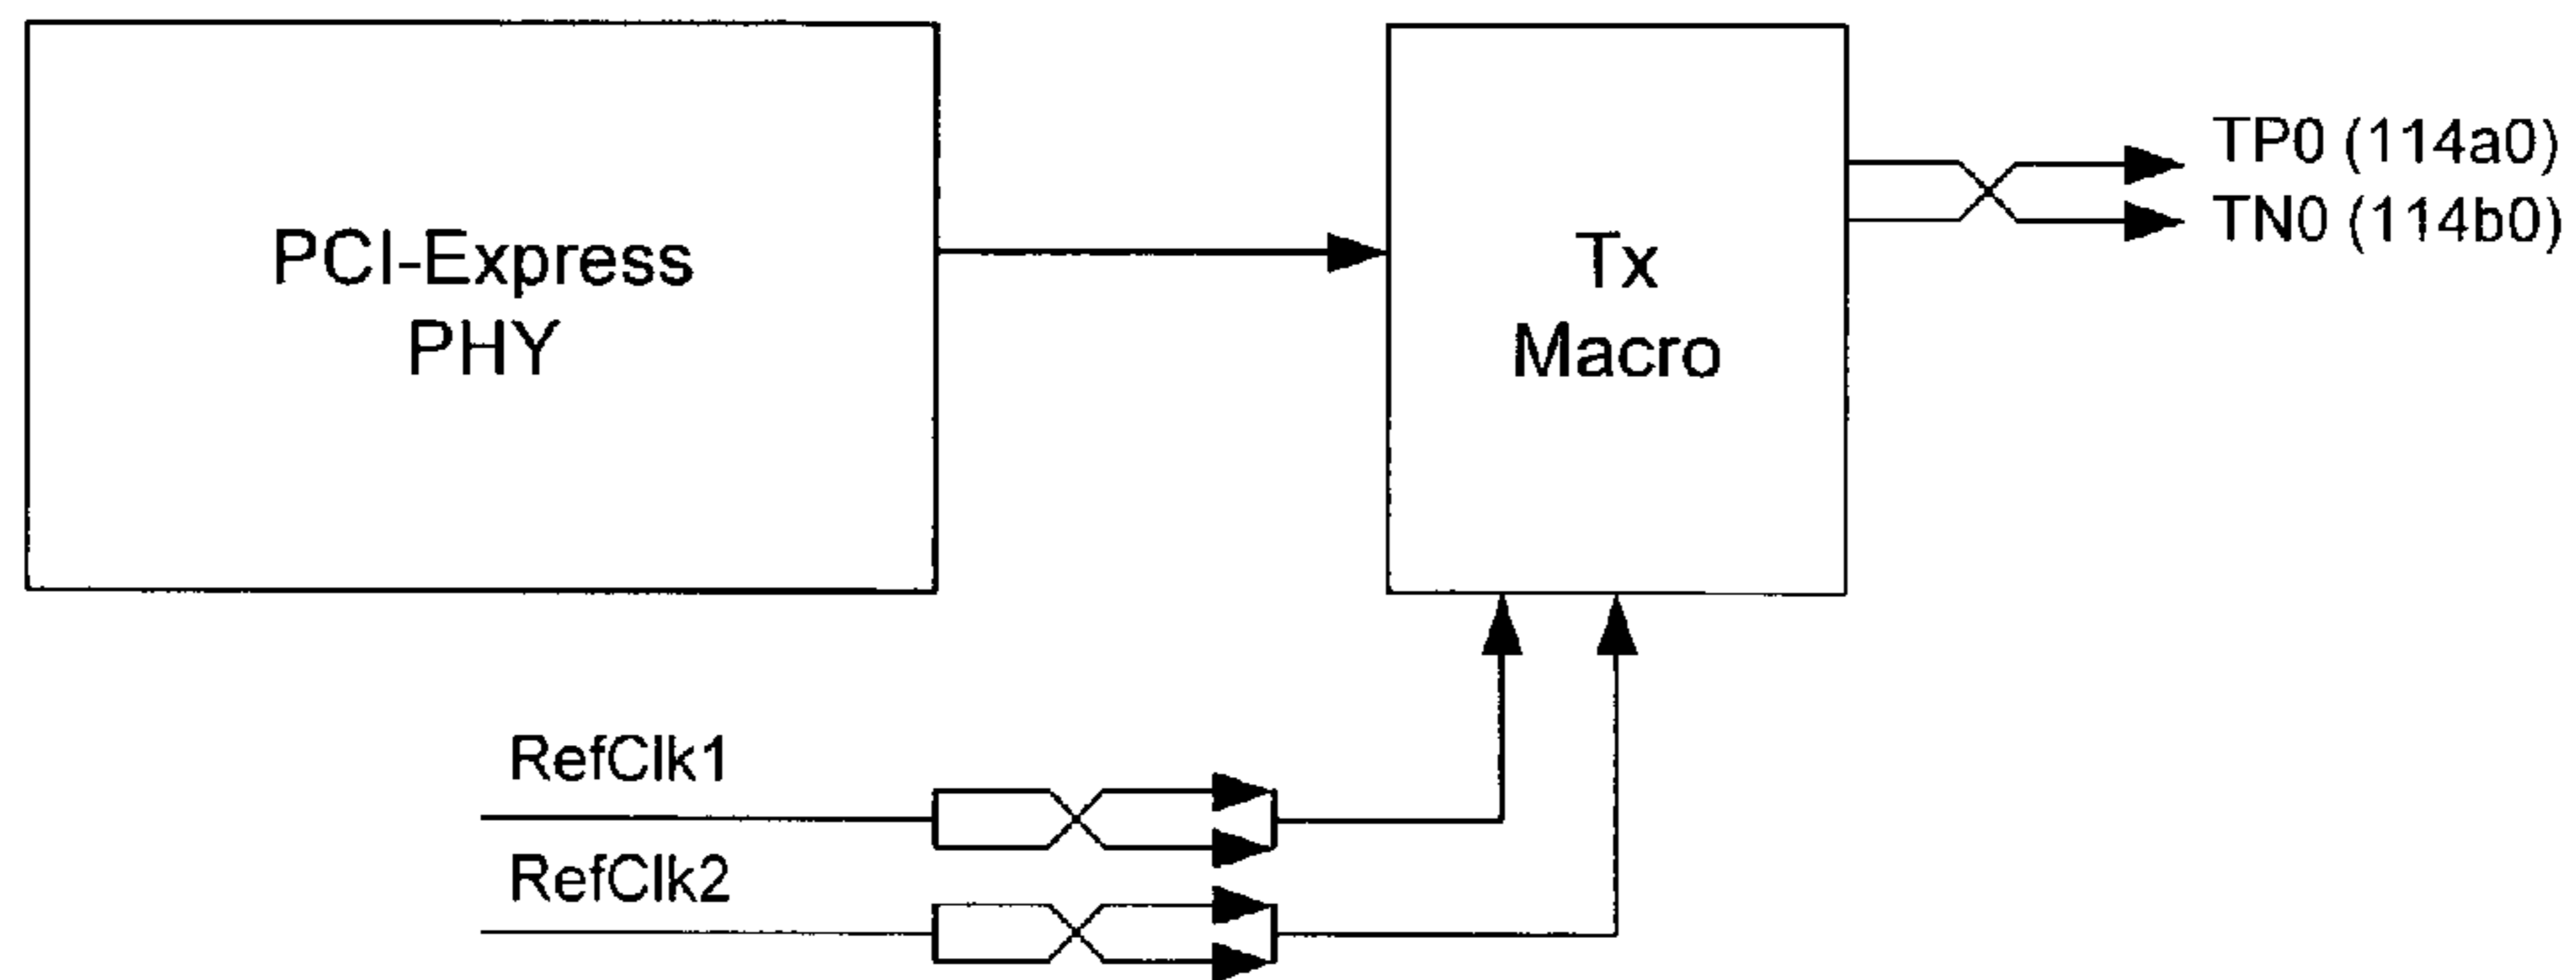 PCI-Express
PHY
Tx
Macro
TP0 (114a0)
TN0 (114b0)
RefClk1
RefClk2